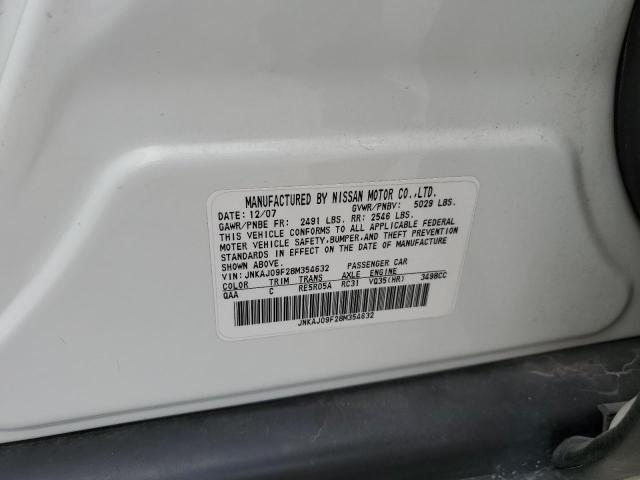 MANUFACTURED BY NISSAN MOTOR CO.,LTD.
DATE: 12/07 GVWR/PNBV: 5029 LBS.
GAWR/PNBE FR: 2491 LBS. RR: 2546 LBS.
THIS VEHICLE CONFORMS TO ALL APPLICABLE FEDERAL
MOTOR VEHICLE SAFETY, BUMPER, AND THEFT PREVENTION
STANDARDS IN EFFECT ON THE DATE OF MANUFACTURE
SHOWN ABOVE.
VIN: JNKAJ09F28M354632 PASSENGER CAR
COLOR TRIM TRANS AXLE ENGINE
QAA C RE5R05A RC31 VQ35(HR) 3498CC
JNKAJ09F28M354632